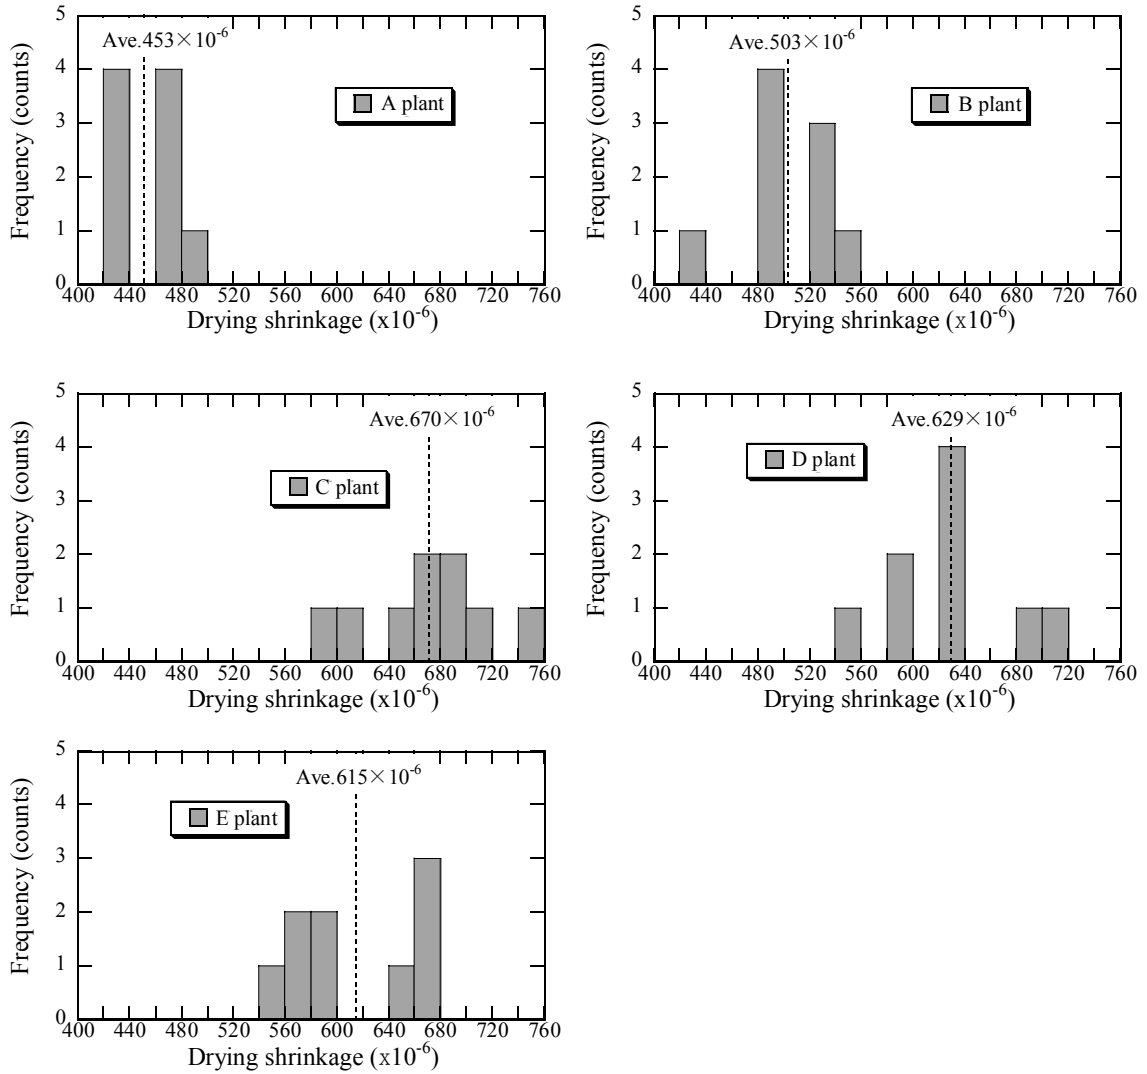 5
4
3
2
1
0
Frequency (counts)
Ave.453×10-6
A plant
400 440 480 520 560 600 640 680 720 760
Drying shrinkage (x10-6)
5
4
3
2
1
0
Frequency (counts)
Ave.503×10-6
B plant
400 440 480 520 560 600 640 680 720 760
Drying shrinkage (x10-6)
5
4
3
2
1
0
Frequency (counts)
Ave.670×10-6
C plant
400 440 480 520 560 600 640 680 720 760
Drying shrinkage (x10-6)
5
4
3
2
1
0
Frequency (counts)
Ave.629×10-6
D plant
400 440 480 520 560 600 640 680 720 760
Drying shrinkage (x10-6)
5
4
3
2
1
0
Frequency (counts)
Ave.615×10-6
E plant
400 440 480 520 560 600 640 680 720 760
Drying shrinkage (x10-6)